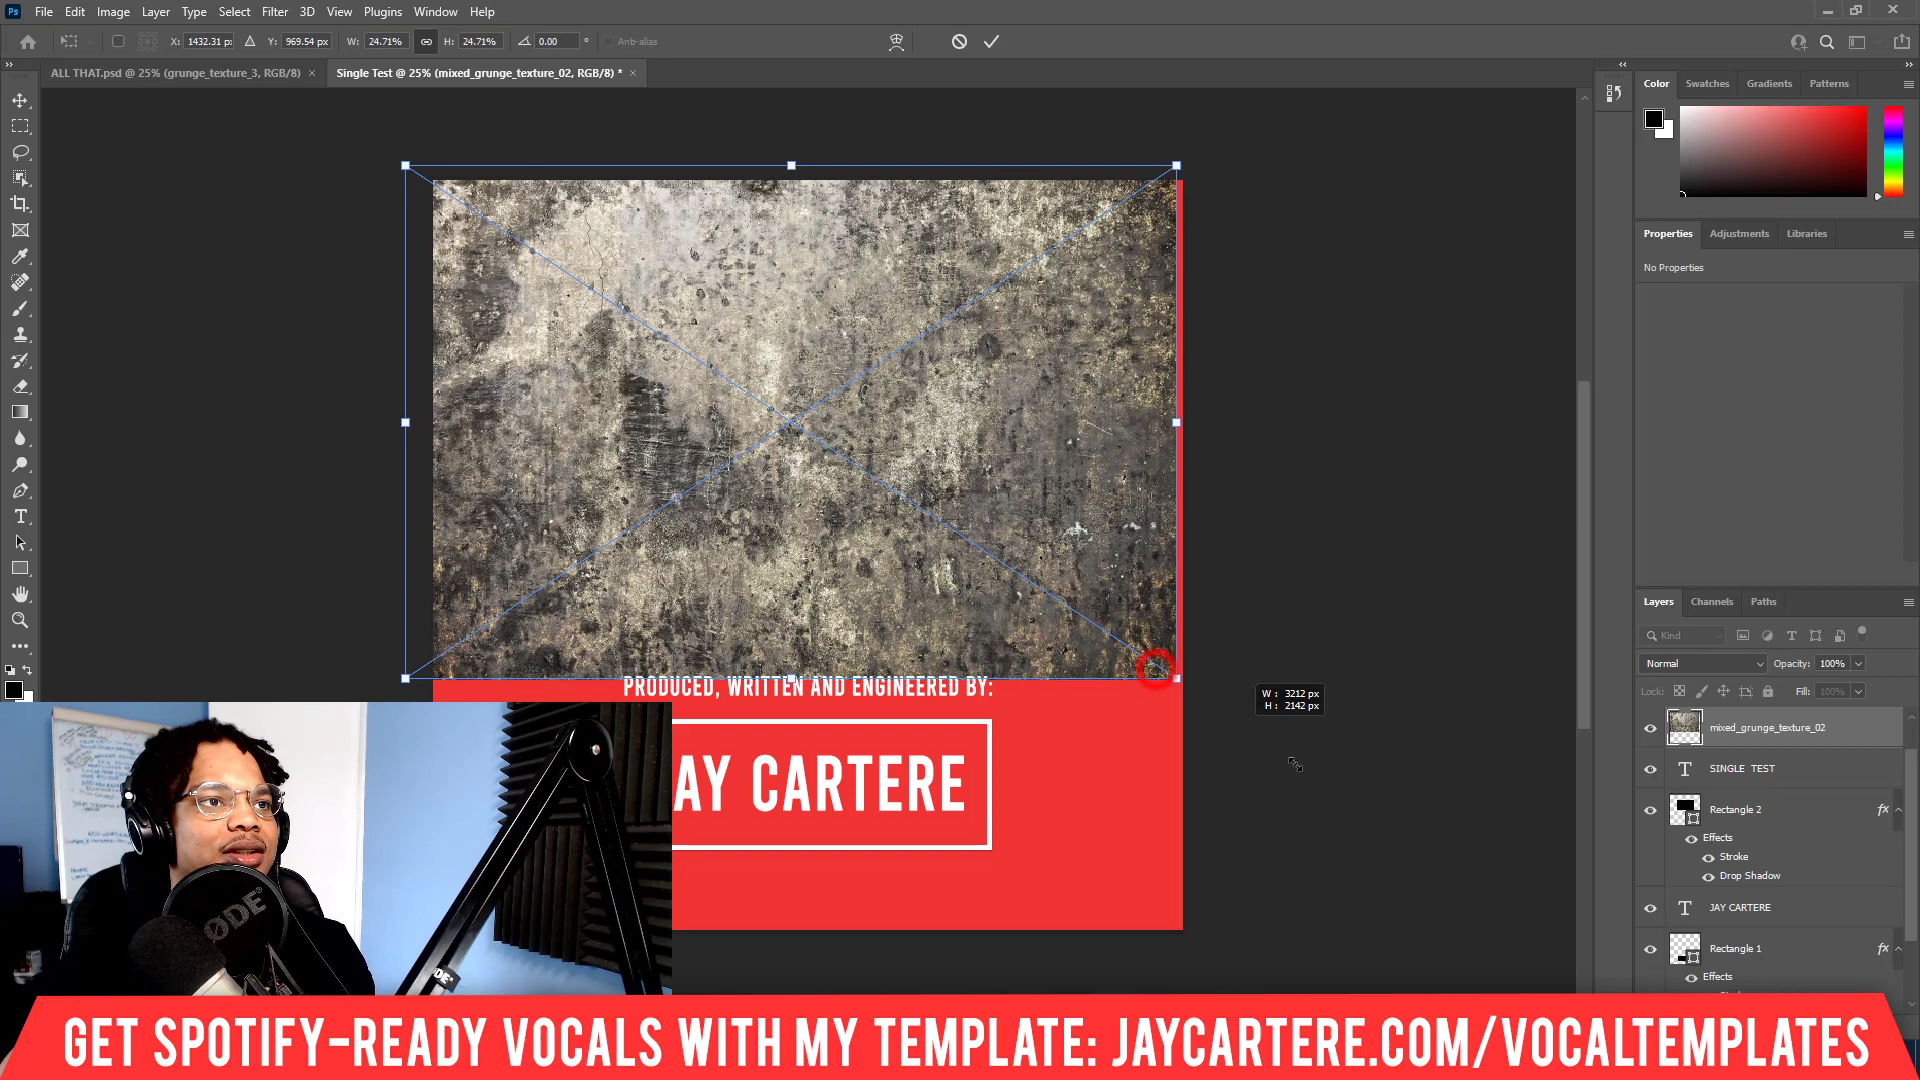 Ps File Edit Image Layer Type Select Filter 3D View Plugins Window Help
X: 1432.31 p: Y: 969.54 px W: 24.71% H: 24.71% 0.00 ° Anti-alias
ALL THAT.psd @ 25% (grunge_texture_3, RGB/8) × Single Test @ 25% (mixed_grunge_texture_02, RGB/8) * ×
Color Swatches Gradients Patterns
Properties Adjustments Libraries
No Properties
Layers Channels Paths
Kind
Normal Opacity: 100%
Lock: Fill: 100%
mixed_grunge_texture_02
SINGLE TEST
Rectangle 2 fx
Effects
Stroke
Drop Shadow
JAY CARTERE
Rectangle 1 fx
Effects
W : 3212 px
H : 2142 px
PRODUCED, WRITTEN AND ENGINEERED BY:
AY CARTERE
RØDE
GET SPOTIFY-READY VOCALS WITH MY TEMPLATE: JAYCARTERE.COM/VOCALTEMPLATES